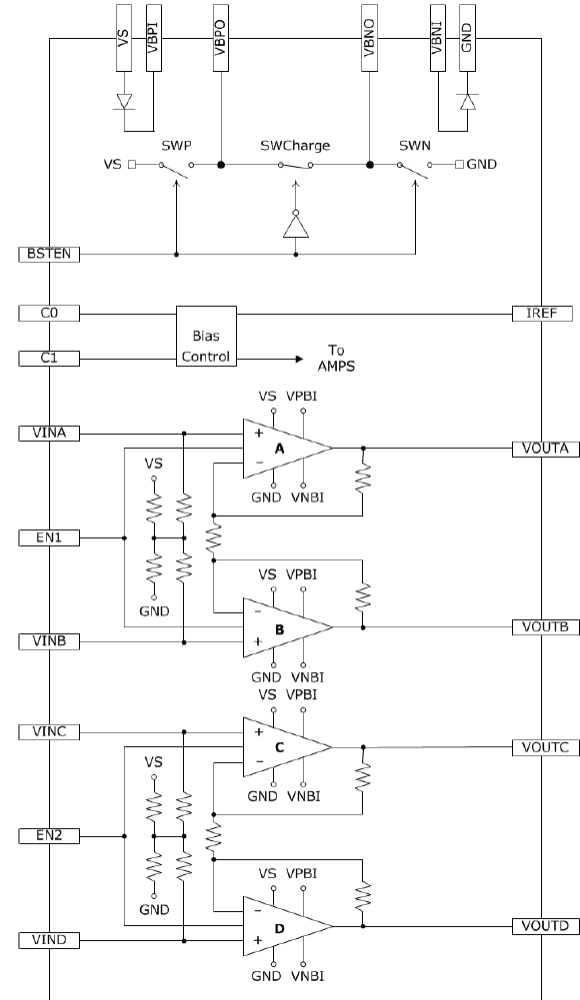 VS
VBPI
VBPO
VBNO
VBNI
GND
SWP
SWCharge
SWN
VS
GND
BSTEN
C0
IREF
Bias
Control
C1
To
AMPS
VS VPBI
VINA
+
A
−
VOUTA
VS
GND VNBI
EN1
VS VPBI
GND
−
B
+
VOUTB
VINB
GND VNBI
VS VPBI
VINC
+
C
−
VOUTC
VS
GND VNBI
EN2
VS VPBI
GND
−
D
+
VOUTD
VIND
GND VNBI